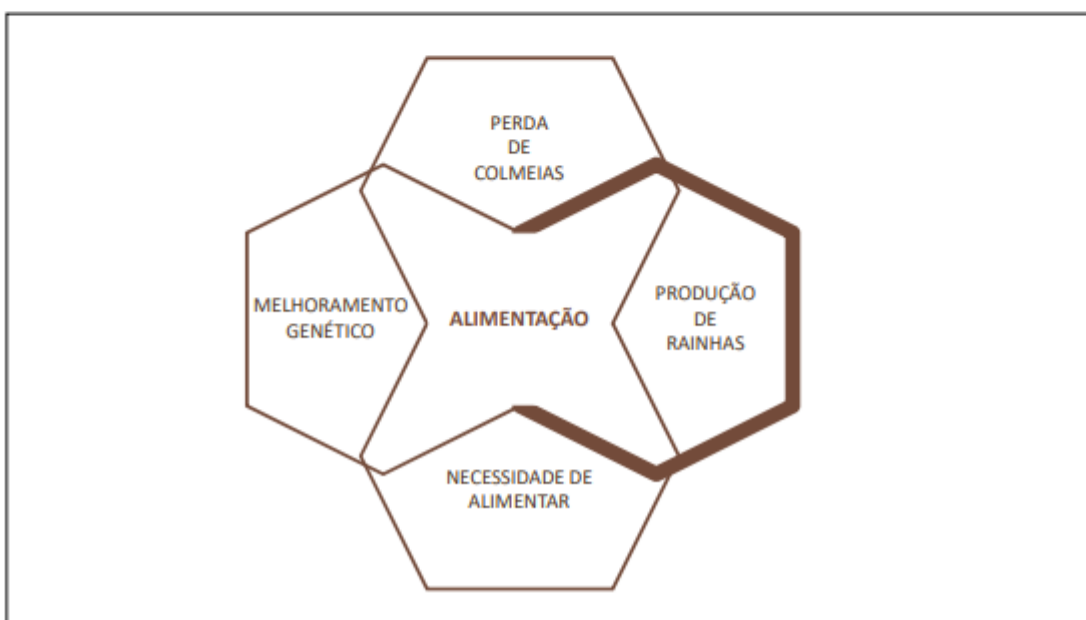 PERDA
DE
COLMEIAS
MELHORAMENTO
GENÉTICO
ALIMENTAÇÃO
PRODUÇÃO
DE
RAINHAS
NECESSIDADE DE
ALIMENTAR